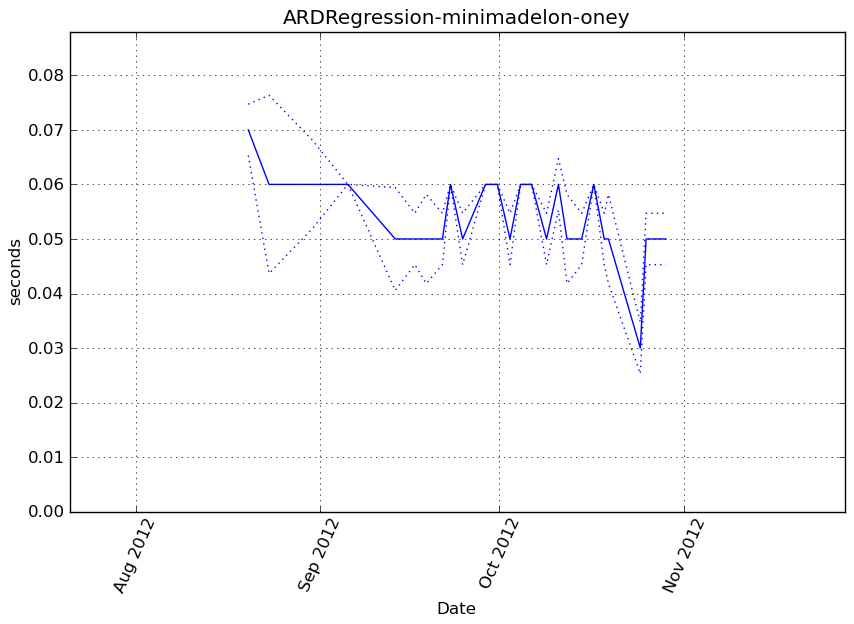 ARDRegression-minimadelon-oney
0.08
0.07
0.06
0.05
0.04
0.03
0.02
0.01
0.00
seconds
Aug 2012
Sep 2012
Oct 2012
Nov 2012
Date